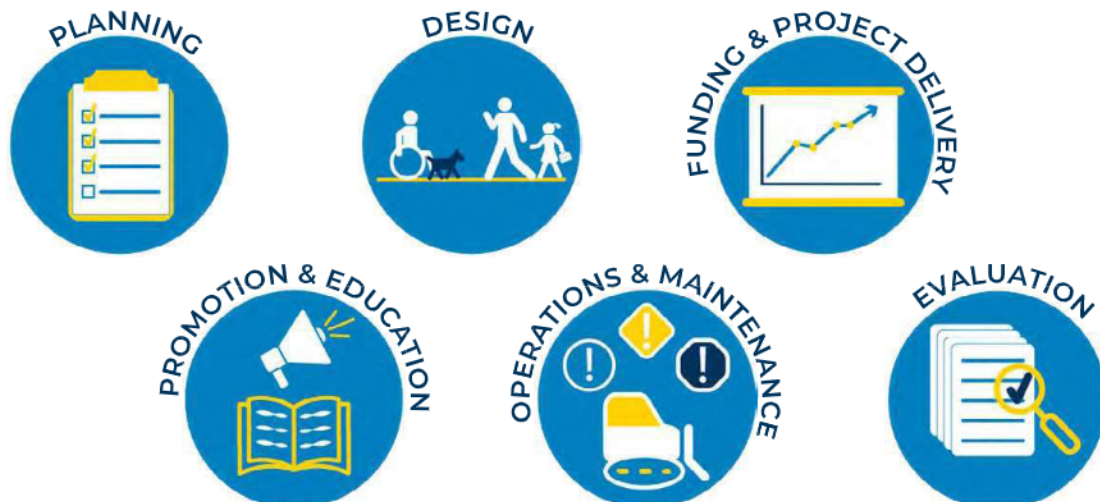 PLANNING
DESIGN
FUNDING & PROJECT DELIVERY
PROMOTION & EDUCATION
OPERATIONS & MAINTENANCE
EVALUATION